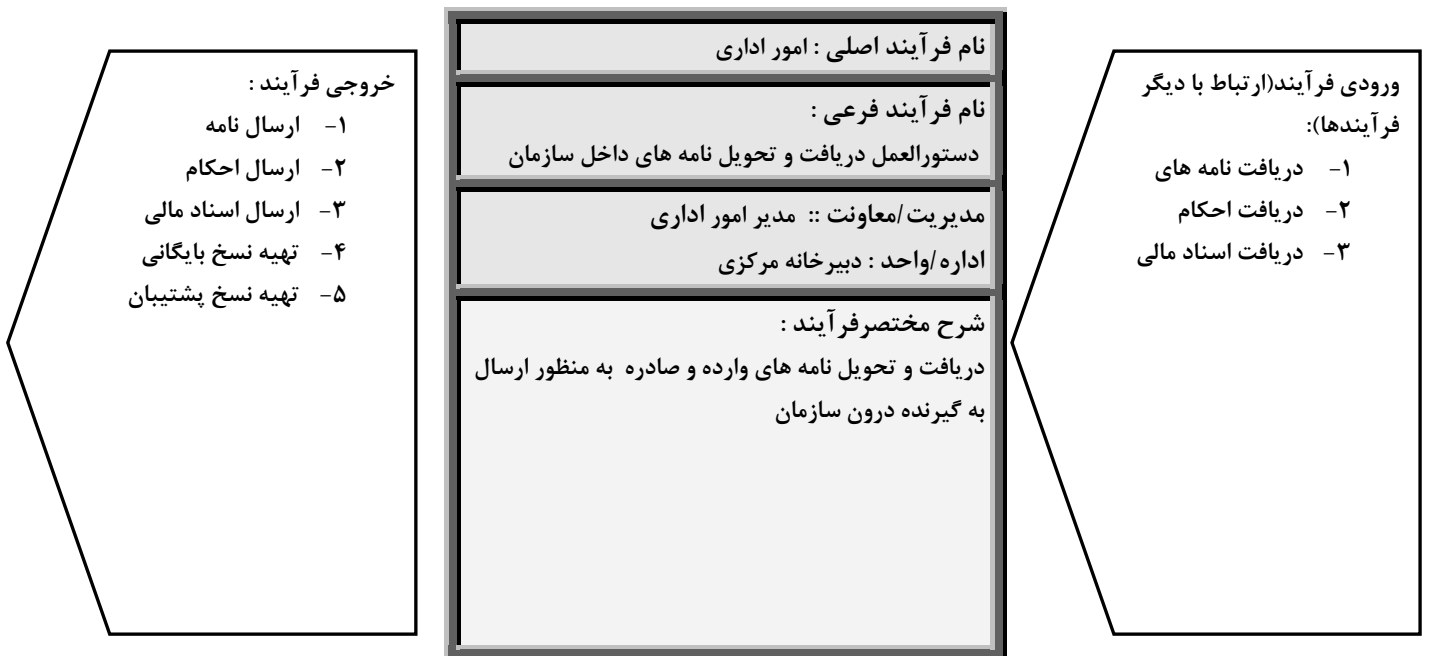 ورودی فرآیند(ارتباط با دیگر
فرآیندها):
۱- دریافت نامه های
۲- دریافت احکام
۳- دریافت اسناد مالی
نام فرآیند اصلی : امور اداری
نام فرآیند فرعی :
دستورالعمل دریافت و تحویل نامه های داخل سازمان
مدیریت/معاونت :: مدیر امور اداری
اداره/واحد : دبیرخانه مرکزی
شرح مختصرفرآیند :
دریافت و تحویل نامه های وارده و صادره به منظور ارسال
به گیرنده درون سازمان
خروجی فرآیند :
۱- ارسال نامه
۲- ارسال احکام
۳- ارسال اسناد مالی
۴- تهیه نسخ بایگانی
۵- تهیه نسخ پشتیبان